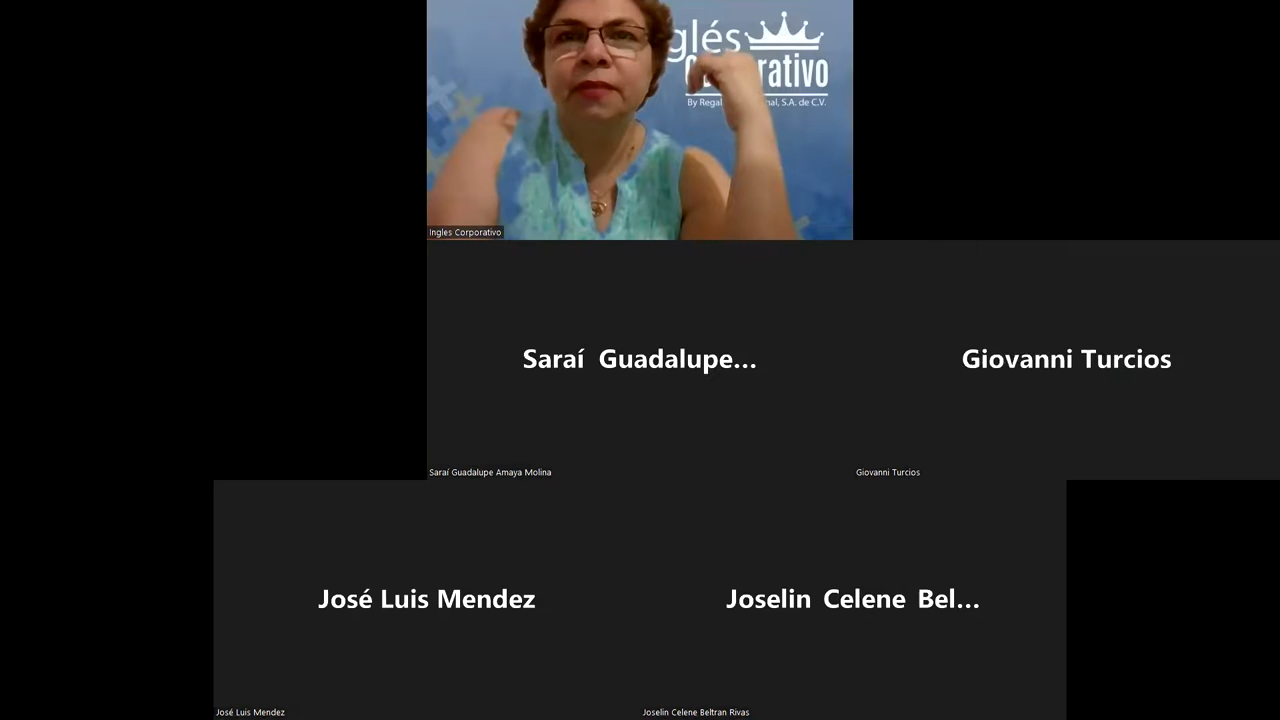 glés
rativo
By Regal nal, S.A. de C.V.
Ingles Corporativo
Saraí Guadalupe...
Giovanni Turcios
Saraí Guadalupe Amaya Molina
Giovanni Turcios
José Luis Mendez
Joselin Celene Bel...
José Luis Mendez
Joselin Celene Beltran Rivas